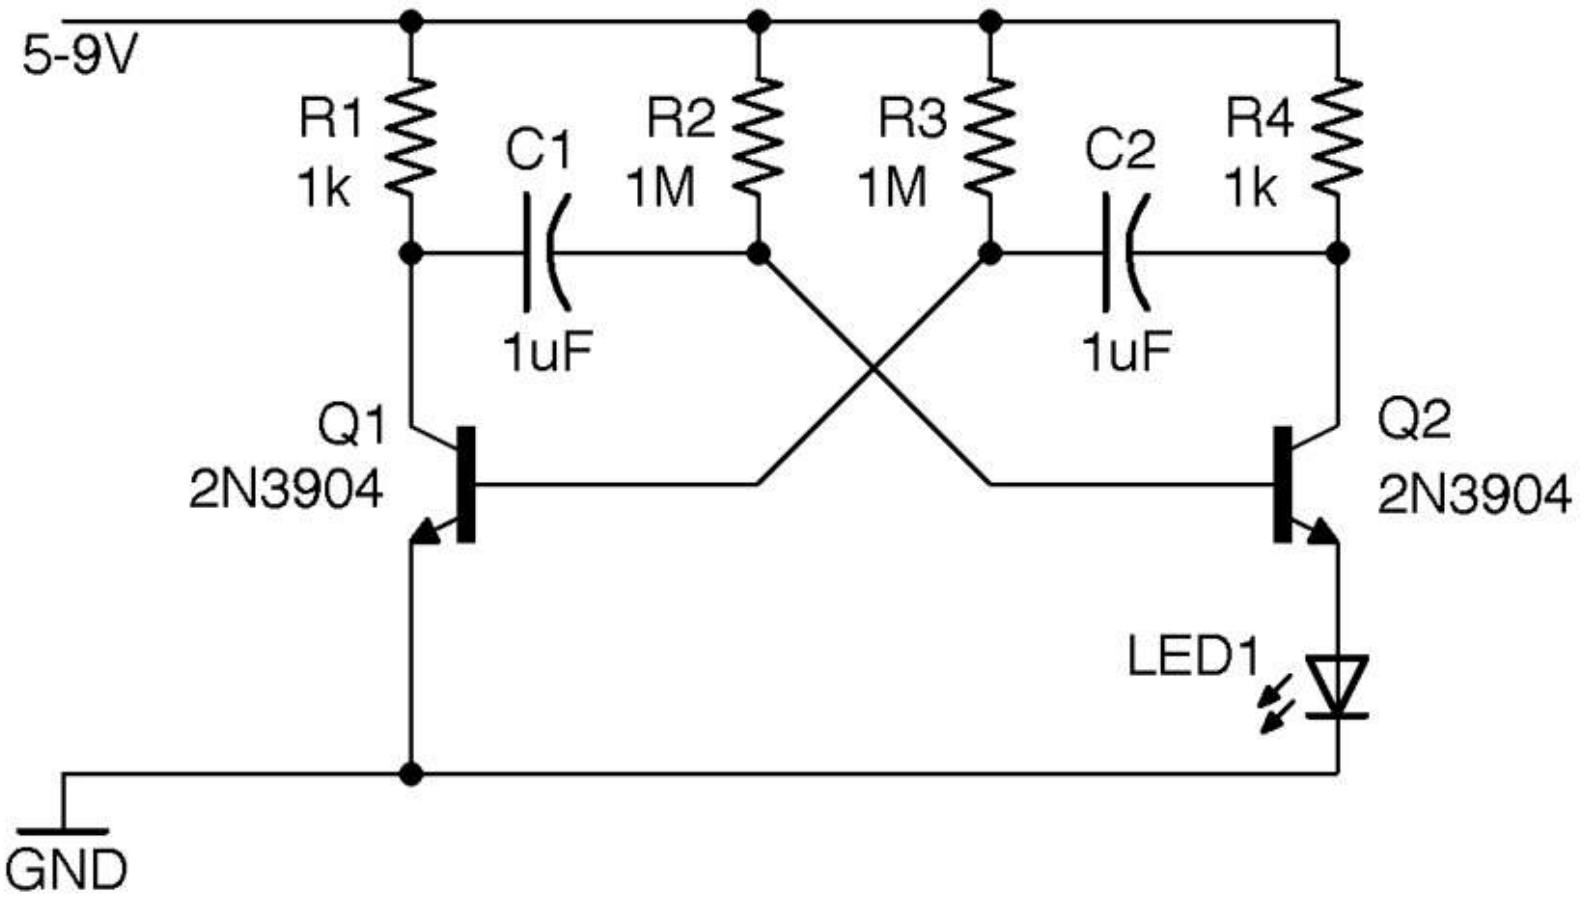 5-9V
R1
1k
C1
1uF
R2
1M
R3
1M
C2
1uF
R4
1k
Q1
2N3904
Q2
2N3904
LED1
GND